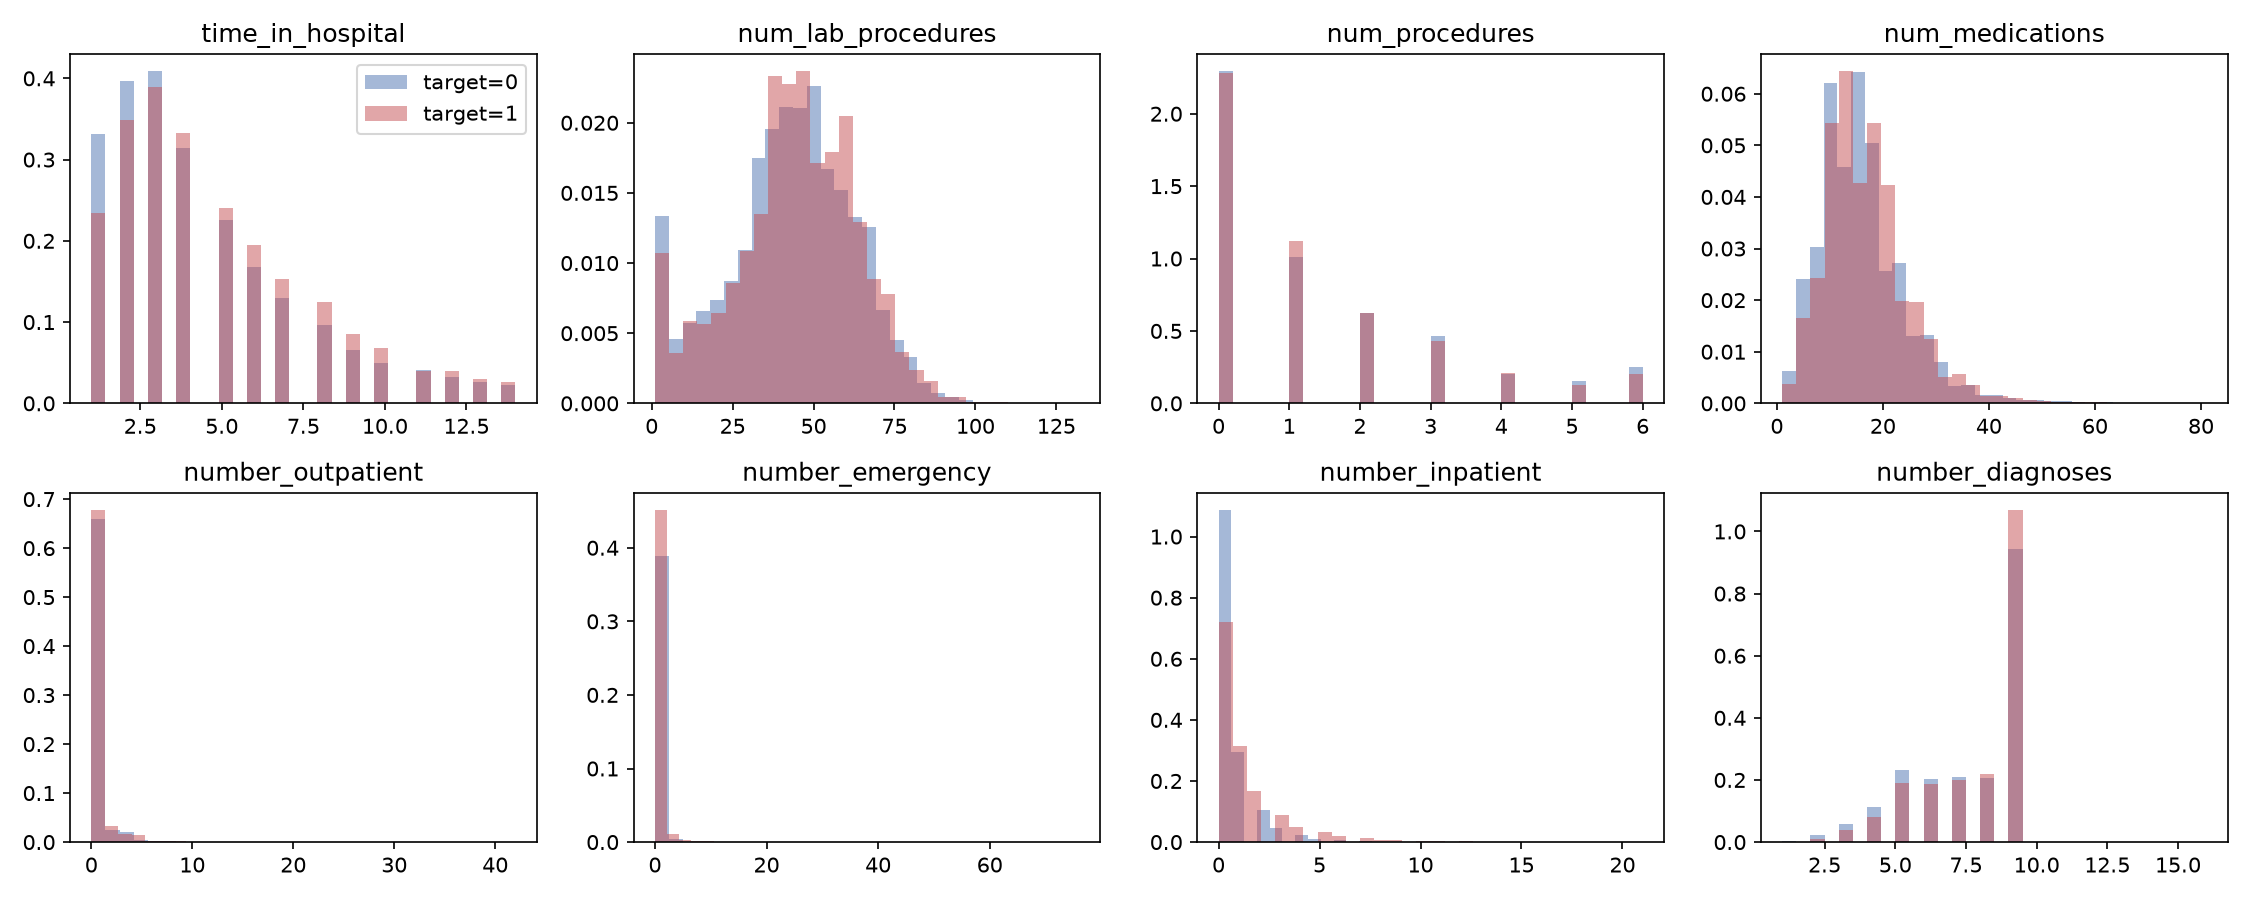 time_in_hospital
target=0
target=1
0.4
0.3
0.2
0.1
0.0
2.5 5.0 7.5 10.0 12.5
num_lab_procedures
0.020
0.015
0.010
0.005
0.000
0 25 50 75 100 125
num_procedures
2.0
1.5
1.0
0.5
0.0
0 1 2 3 4 5 6
num_medications
0.06
0.05
0.04
0.03
0.02
0.01
0.00
0 20 40 60 80
number_outpatient
0.7
0.6
0.5
0.4
0.3
0.2
0.1
0.0
0 10 20 30 40
number_emergency
0.4
0.3
0.2
0.1
0.0
0 20 40 60
number_inpatient
1.0
0.8
0.6
0.4
0.2
0.0
0 5 10 15 20
number_diagnoses
1.0
0.8
0.6
0.4
0.2
0.0
2.5 5.0 7.5 10.0 12.5 15.0